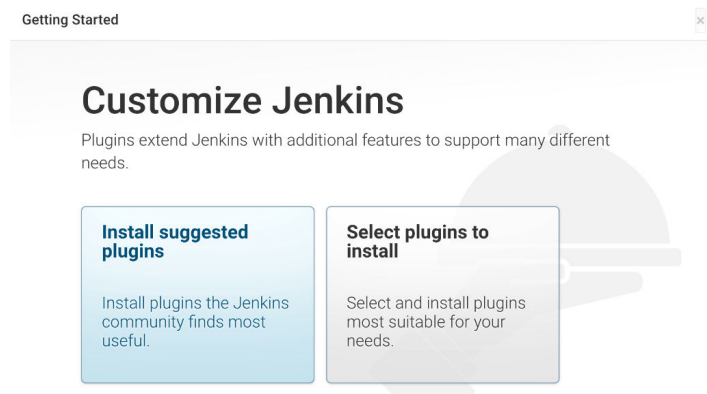 Getting Started
×
Customize Jenkins
Plugins extend Jenkins with additional features to support many different
needs.
Install suggested
plugins
Install plugins the Jenkins
community finds most
useful.
Select plugins to
install
Select and install plugins
most suitable for your
needs.